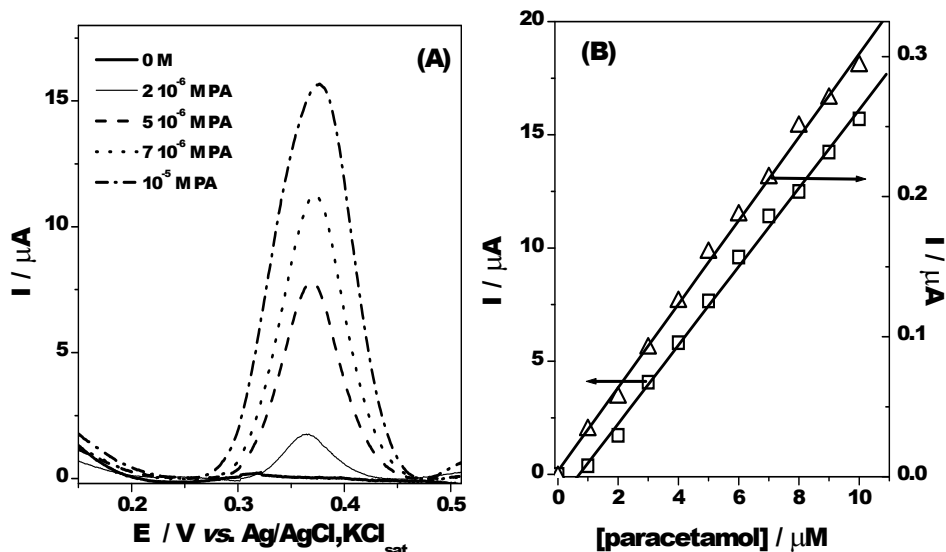 (A)
0 M
2 10⁻⁶ M PA
5 10⁻⁶ M PA
7 10⁻⁶ M PA
10⁻⁵ M PA
15
10
5
0
I / μA
0.2 0.3 0.4 0.5
E / V vs. Ag/AgCl,KCl_sat
(B)
20
15
10
5
0
I / μA
0.3
0.2
0.1
0.0
I / μA
0 2 4 6 8 10
[paracetamol] / μM